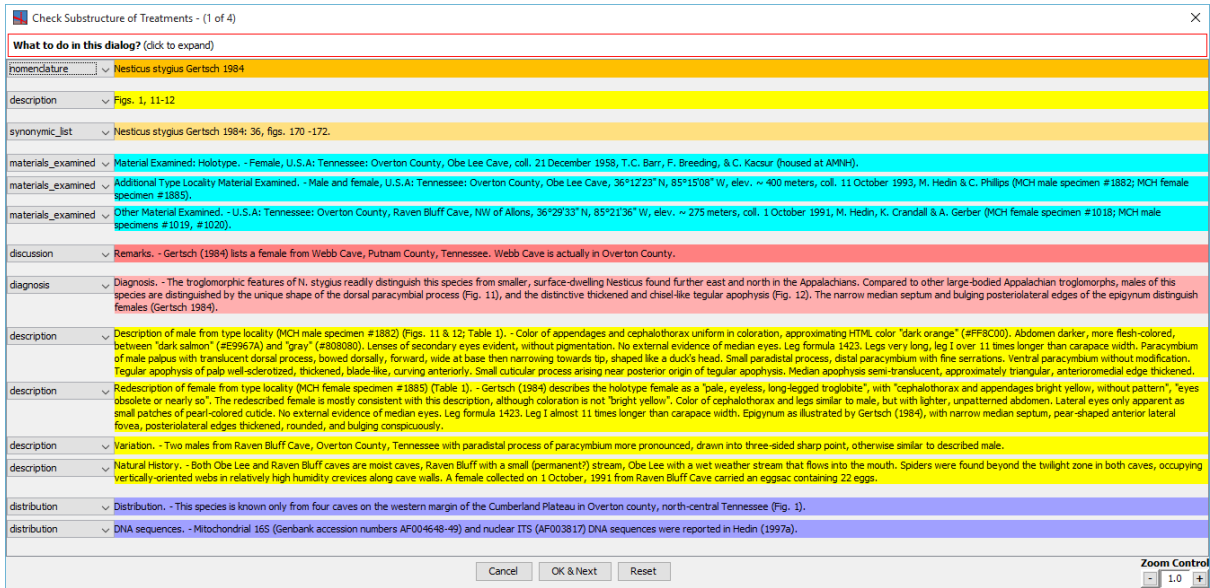 Check Substructure of Treatments - (1 of 4)
What to do in this dialog? (click to expand)
nomenclature Nesticus stygius Gertsch 1984
description Figs. 1, 11-12
synonymic_list Nesticus stygius Gertsch 1984: 36, figs. 170 -172.
materials_examined Material Examined: Holotype. - Female, U.S.A: Tennessee: Overton County, Obe Lee Cave, coll. 21 December 1958, T.C. Barr, F. Breeding, & C. Kacsur (housed at AMNH).
materials_examined Additional Type Locality Material Examined. - Male and female, U.S.A: Tennessee: Overton County, Obe Lee Cave, 36°12'23" N, 85°15'08" W, elev. ~ 400 meters, coll. 11 October 1993, M. Hedin & C. Phillips (MCH male specimen #1882; MCH female
specimen #1885).
materials_examined Other Material Examined. - U.S.A: Tennessee: Overton County, Raven Bluff Cave, NW of Allons, 36°29'33" N, 85°21'36" W, elev. ~ 275 meters, coll. 1 October 1991, M. Hedin, K. Crandall & A. Gerber (MCH female specimen #1018; MCH male
specimens #1019, #1020).
discussion Remarks. - Gertsch (1984) lists a female from Webb Cave, Putnam County, Tennessee. Webb Cave is actually in Overton County.
diagnosis Diagnosis. - The troglomorphic features of N. stygius readily distinguish this species from smaller, surface-dwelling Nesticus found further east and north in the Appalachians. Compared to other large-bodied Appalachian troglomorphs, males of this
species are distinguished by the unique shape of the dorsal paracymbial process (Fig. 11), and the distinctive thickened and chisel-like tegular apophysis (Fig. 12). The narrow median septum and bulging posteriolateral edges of the epigynum distinguish
females (Gertsch 1984).
description Description of male from type locality (MCH male specimen #1882) (Figs. 11 & 12; Table 1). - Color of appendages and cephalothorax uniform in coloration, approximating HTML color "dark orange" (#FF8C00). Abdomen darker, more flesh-colored,
between "dark salmon" (#E9967A) and "gray" (#808080). Lenses of secondary eyes evident, without pigmentation. No external evidence of median eyes. Leg formula 1423. Legs very long, leg I over 11 times longer than carapace width. Paracymbium
of male palpus with translucent dorsal process, bowed dorsally, forward, wide at base then narrowing towards tip, shaped like a duck's head. Small paradistal process, distal paracymbium with fine serrations. Ventral paracymbium without modification.
Tegular apophysis of palp well-sclerotized, thickened, blade-like, curving anteriorly. Small cuticular process arising near posterior origin of tegular apophysis. Median apophysis semi-translucent, approximately triangular, anterioromedial edge thickened.
description Redescription of female from type locality (MCH female specimen #1885) (Table 1). - Gertsch (1984) describes the holotype female as a "pale, eyeless, long-legged troglobite", with "cephalothorax and appendages bright yellow, without pattern", "eyes
obsolete or nearly so". The redescribed female is mostly consistent with this description, although coloration is not "bright yellow". Color of cephalothorax and legs similar to male, but with lighter, unpatterned abdomen. Lateral eyes only apparent as
small patches of pearl-colored cuticle. No external evidence of median eyes. Leg formula 1423. Leg I almost 11 times longer than carapace width. Epigynum as illustrated by Gertsch (1984), with narrow median septum, pear-shaped anterior lateral
fovea, posteriolateral edges thickened, rounded, and bulging conspicuously.
description Variation. - Two males from Raven Bluff Cave, Overton County, Tennessee with paradistal process of paracymbium more pronounced, drawn into three-sided sharp point, otherwise similar to described male.
description Natural History. - Both Obe Lee and Raven Bluff caves are moist caves, Raven Bluff with a small (permanent?) stream, Obe Lee with a wet weather stream that flows into the mouth. Spiders were found beyond the twilight zone in both caves, occupying
vertically-oriented webs in relatively high humidity crevices along cave walls. A female collected on 1 October, 1991 from Raven Bluff Cave carried an eggsac containing 22 eggs.
distribution Distribution. - This species is known only from four caves on the western margin of the Cumberland Plateau in Overton county, north-central Tennessee (Fig. 1).
distribution DNA sequences. - Mitochondrial 16S (Genbank accession numbers AF004648-49) and nuclear ITS (AF003817) DNA sequences were reported in Hedin (1997a).
Cancel OK & Next Reset
Zoom Control
- 1.0 +